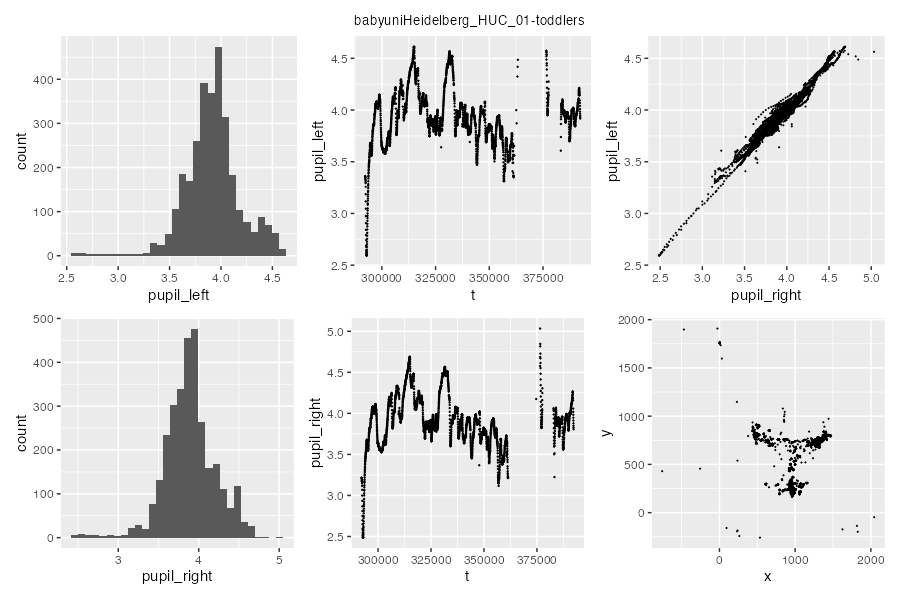 babyuniHeidelberg_HUC_01-toddlers
count
400
300
200
100
0
2.5 3.0 3.5 4.0 4.5
pupil_left
pupil_left
4.5
4.0
3.5
3.0
2.5
300000 325000 350000 375000
t
pupil_left
4.5
4.0
3.5
3.0
2.5
2.5 3.0 3.5 4.0 4.5 5.0
pupil_right
count
500
400
300
200
100
0
3 4 5
pupil_right
pupil_right
5.0
4.5
4.0
3.5
3.0
2.5
300000 325000 350000 375000
t
y
2000
1500
1000
500
0
0 1000 2000
x